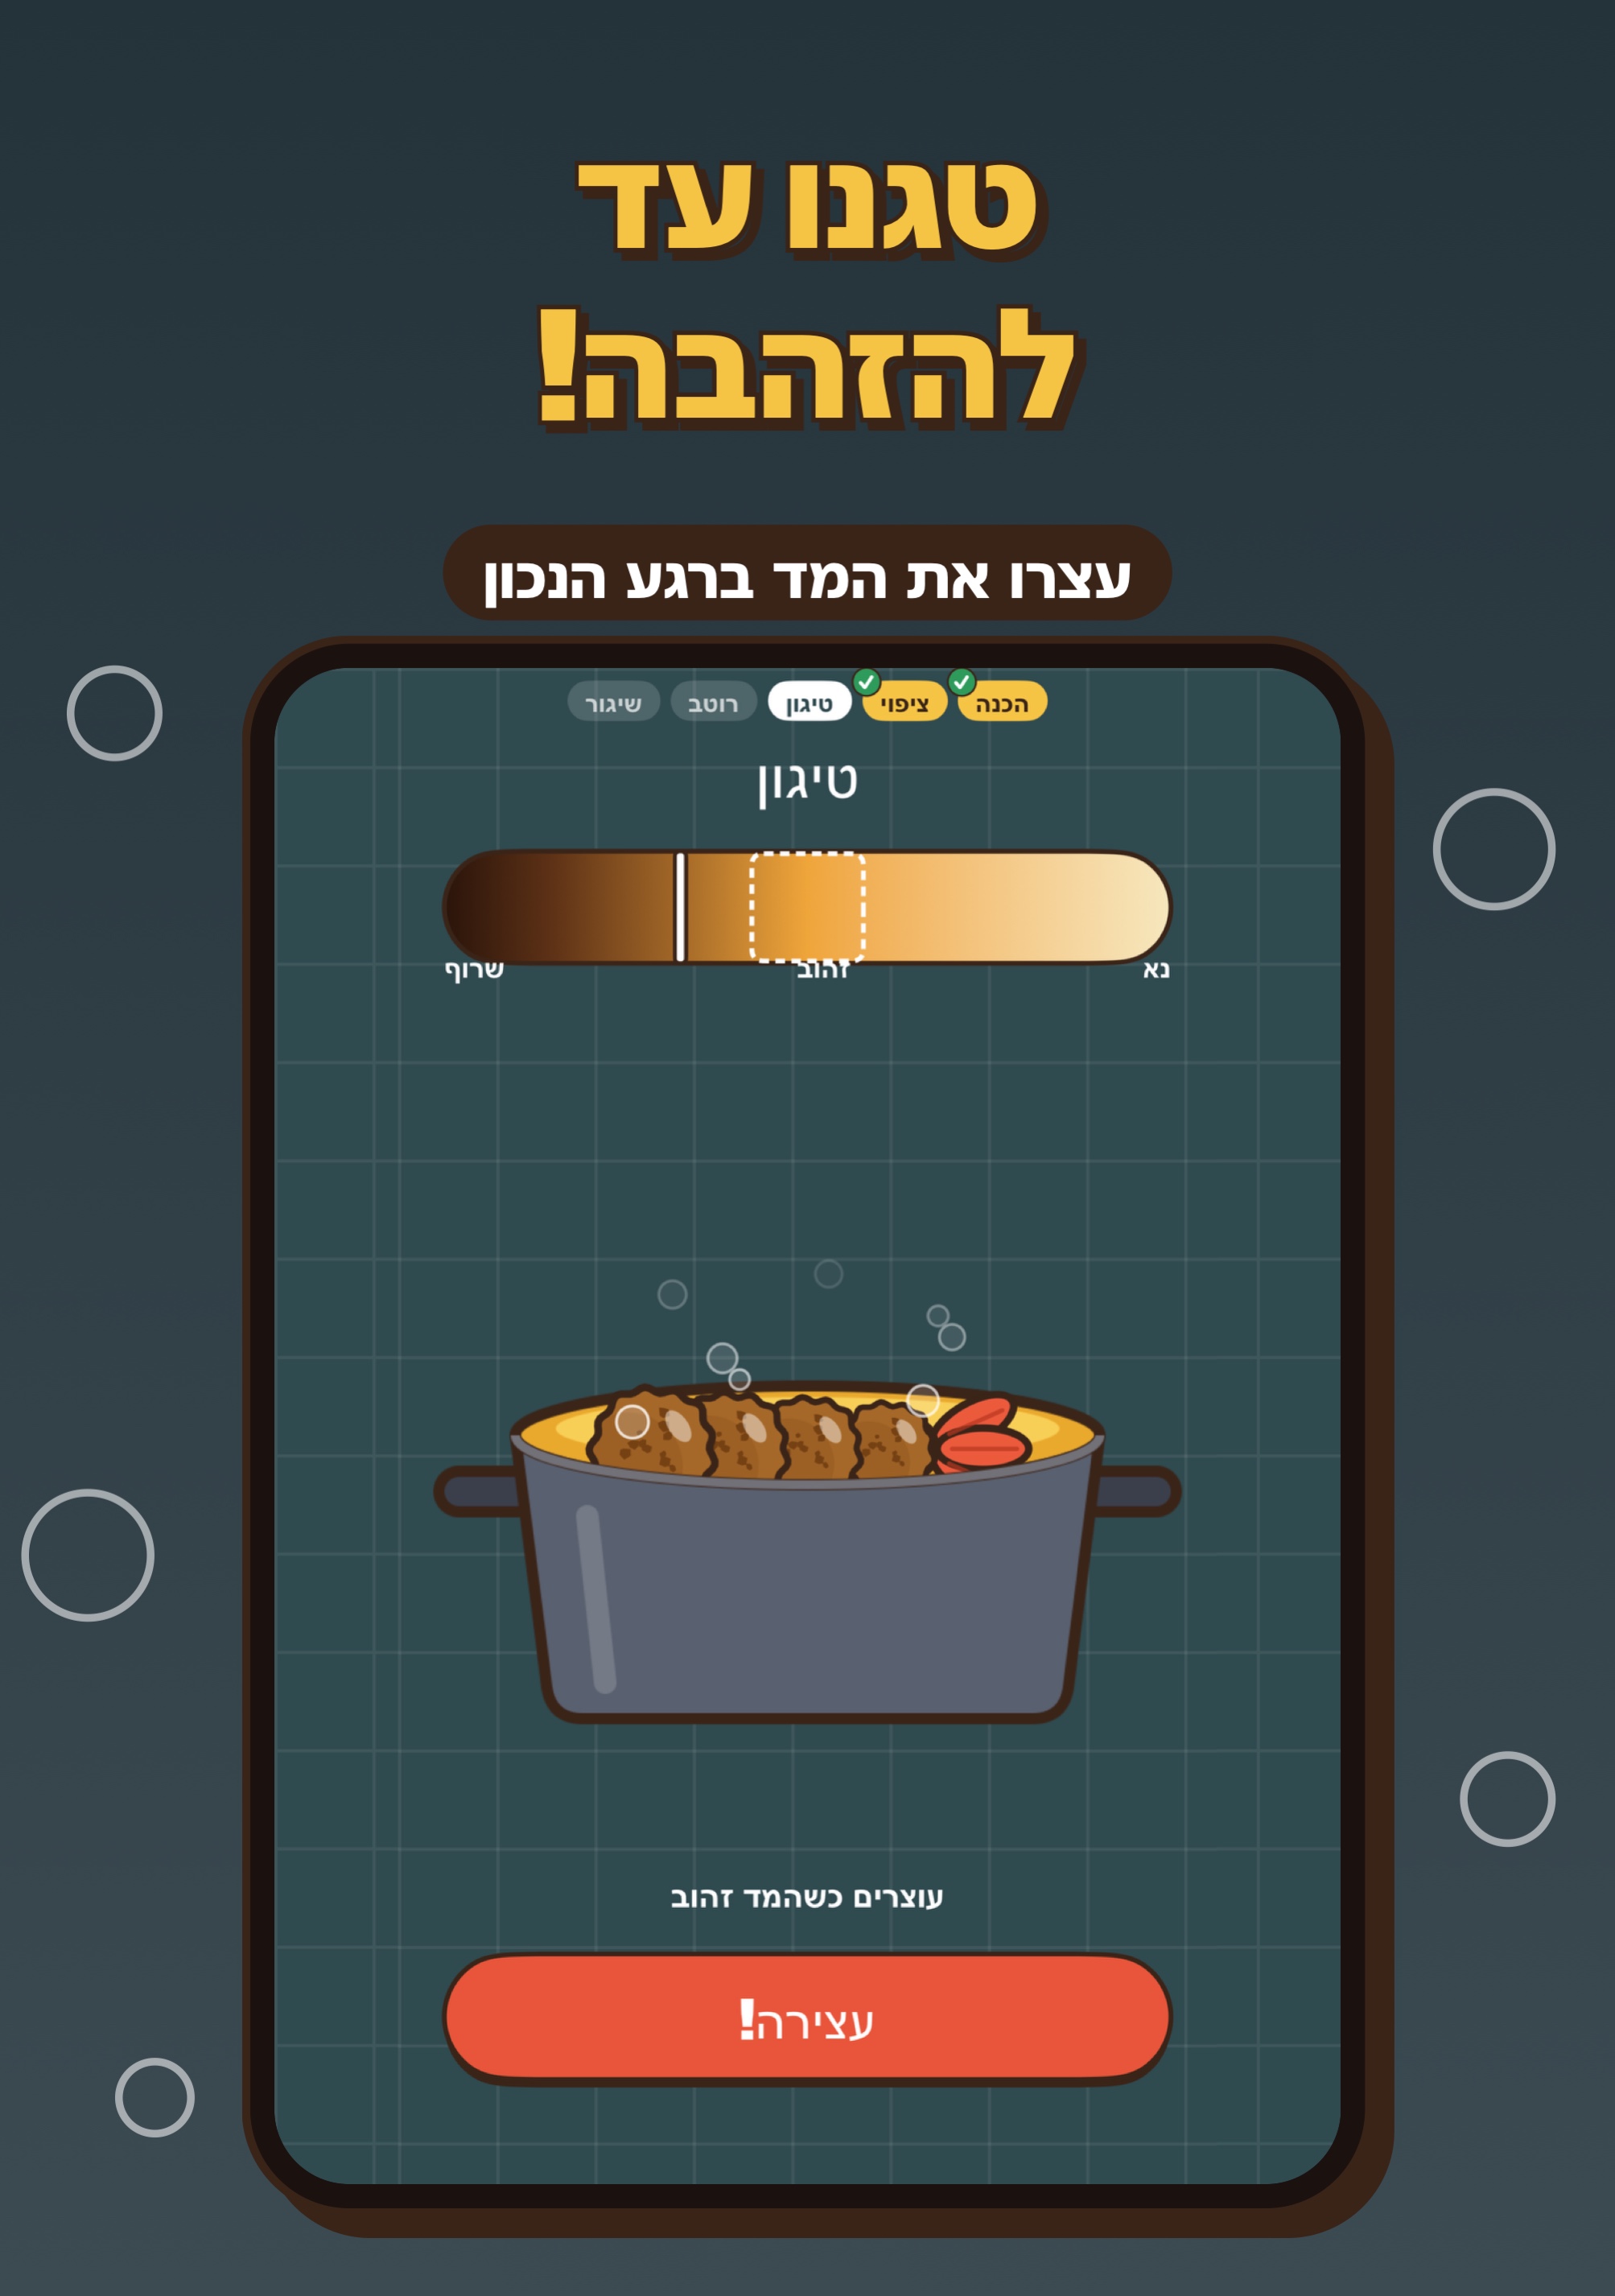 טגנו עד
להזהבה!
עצרו את המד ברגע הנכון
הכנה ציפוי טיגון רוטב שיגור
טיגון
נא זהוב שרוף
עוצרים כשהמד זהוב
עצירה!